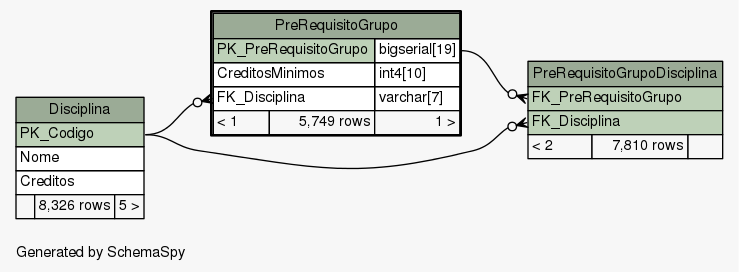 Disciplina
PK_Codigo
Nome
Creditos
8,326 rows 5 >
PreRequisitoGrupo
PK_PreRequisitoGrupo bigserial[19]
CreditosMinimos int4[10]
FK_Disciplina varchar[7]
< 1 5,749 rows 1 >
PreRequisitoGrupoDisciplina
FK_PreRequisitoGrupo
FK_Disciplina
< 2 7,810 rows
Generated by SchemaSpy